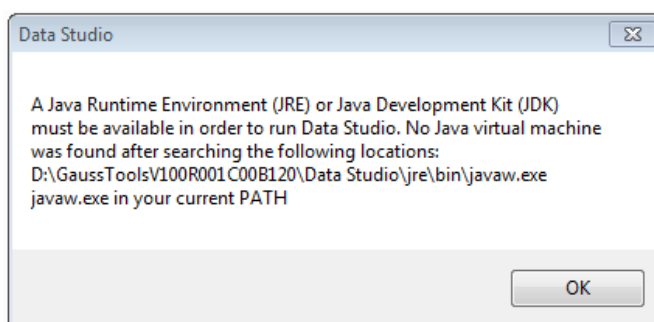 Data Studio
A Java Runtime Environment (JRE) or Java Development Kit (JDK)
must be available in order to run Data Studio. No Java virtual machine
was found after searching the following locations:
D:\GaussToolsV100R001C00B120\Data Studio\jre\bin\javaw.exe
javaw.exe in your current PATH
OK